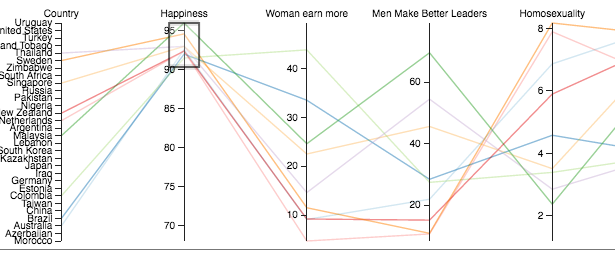 Country Happiness Woman earn more Men Make Better Leaders Homosexuality
Uruguay
nited States
Turkey
and Tobago
Thailand
Sweden
Zimbabwe
South Africa
Singapore
Russia
Pakistan
Nigeria
ew Zealand
Netherlands
Argentina
Malaysia
Lebanon
South Korea
Kazakhstan
Japan
Iraq
Germany
Estonia
Colombia
Taiwan
China
Brazil
Australia
Azerbaijan
Morocco
95
90
85
80
75
70
40
30
20
10
60
40
20
8
6
4
2